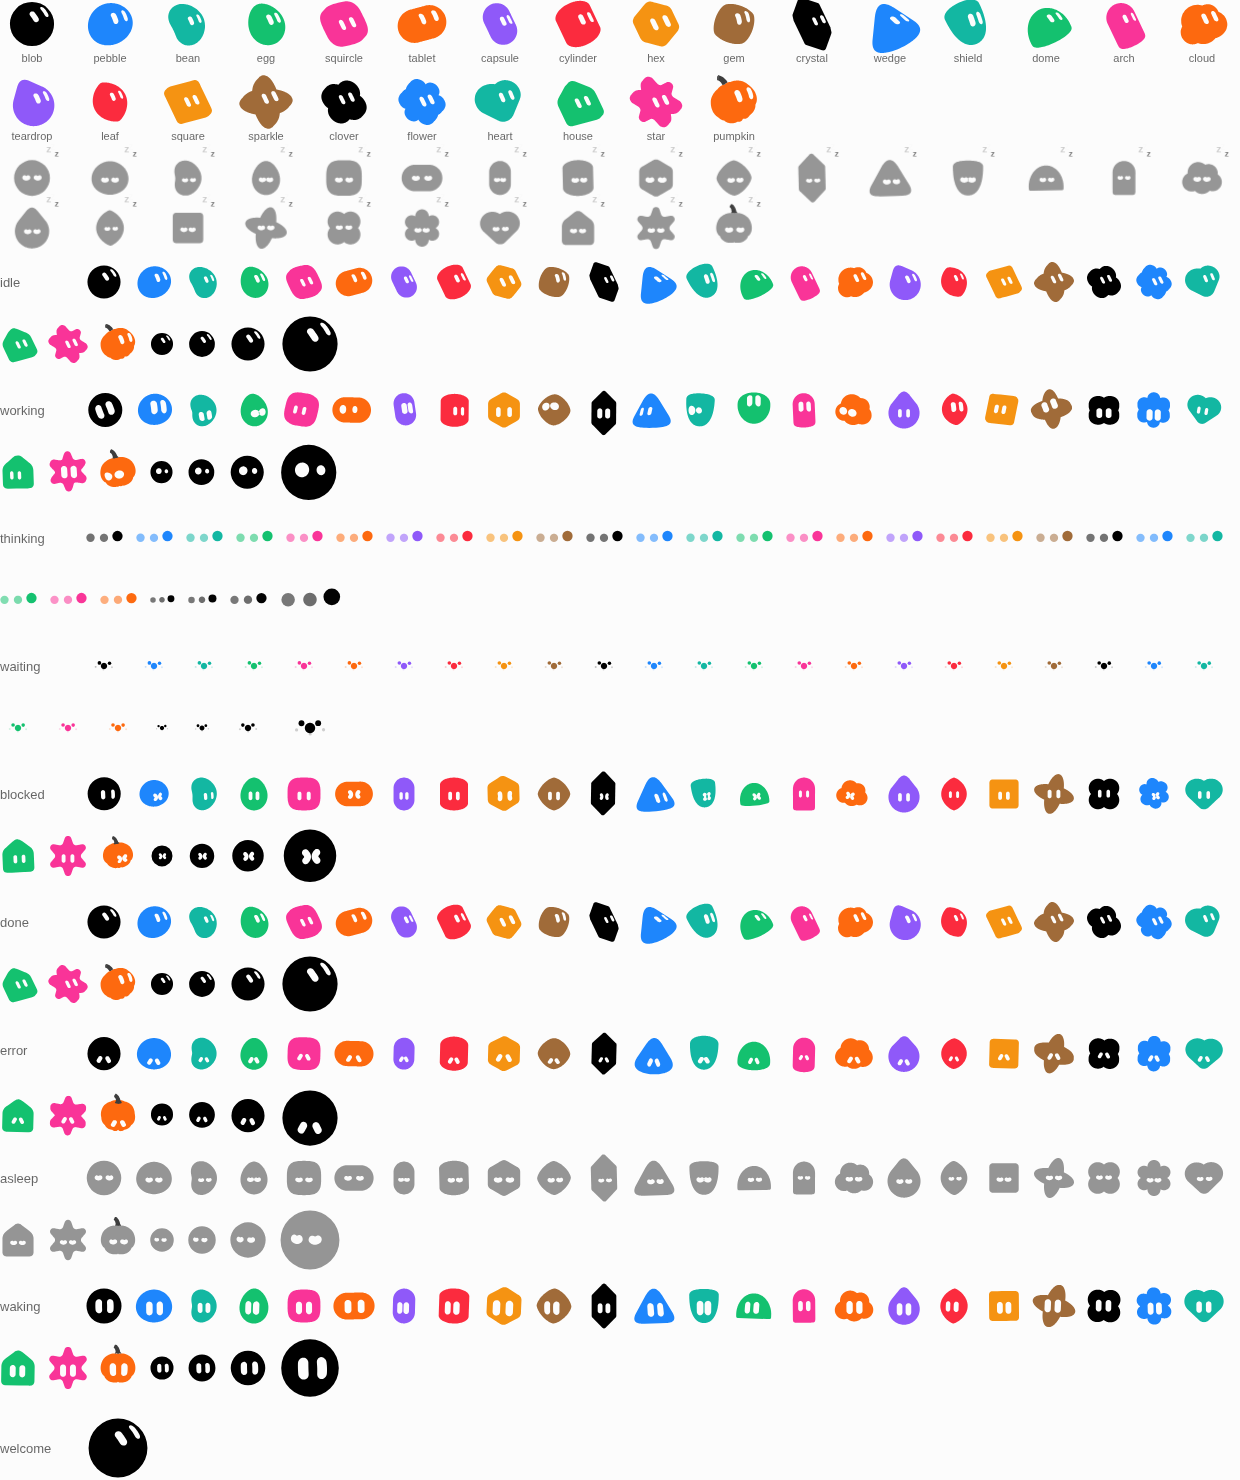 blob pebble bean egg squircle tablet capsule cylinder hex gem crystal wedge shield dome arch cloud
teardrop leaf square sparkle clover flower heart house star pumpkin
z z z z z z z z z z z z z z z z
z z z z z z z z z z z z z z z z
z z z z z z z z z z
z z z z z z z z z z
idle
working
thinking
waiting
blocked
done
error
asleep
waking
welcome